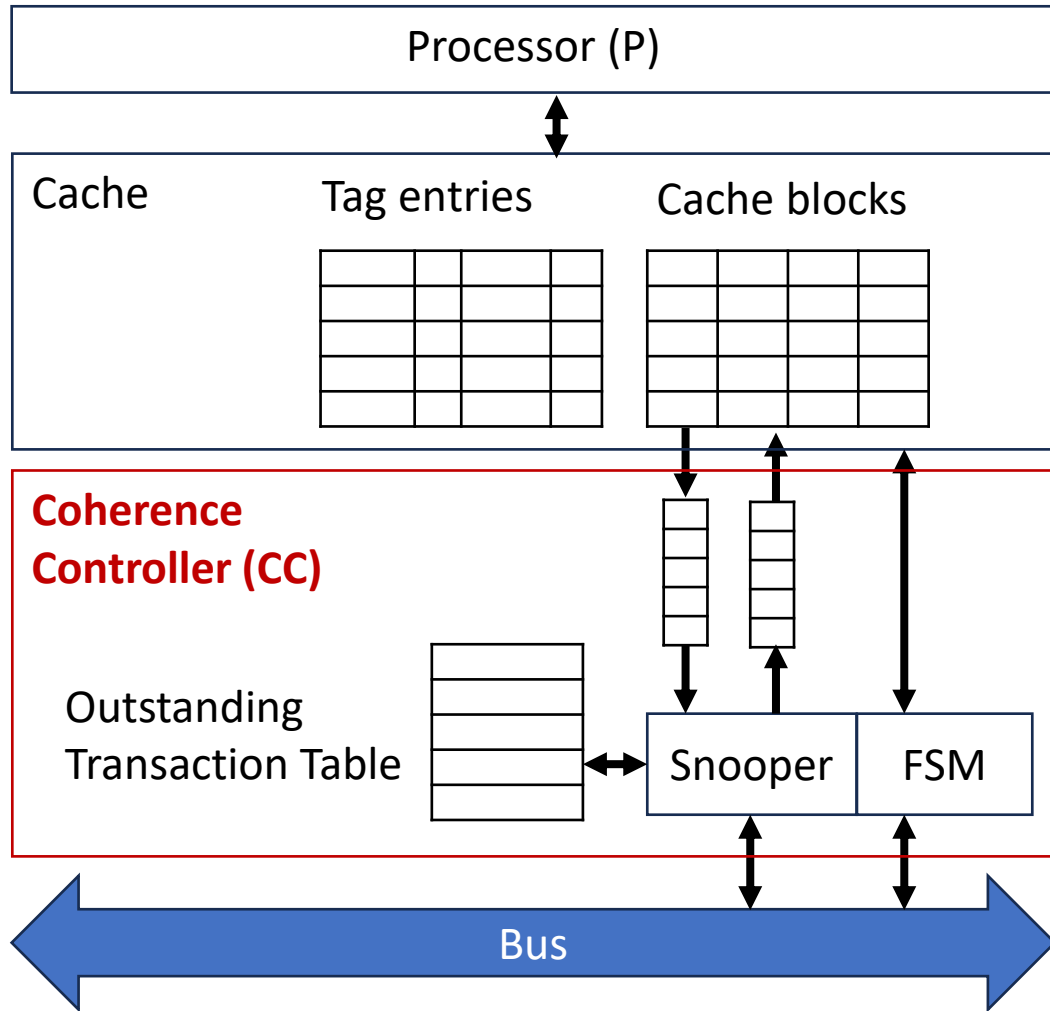 Processor (P)
Cache
Tag entries
Cache blocks
Coherence
Controller (CC)
Outstanding
Transaction Table
Snooper
FSM
Bus